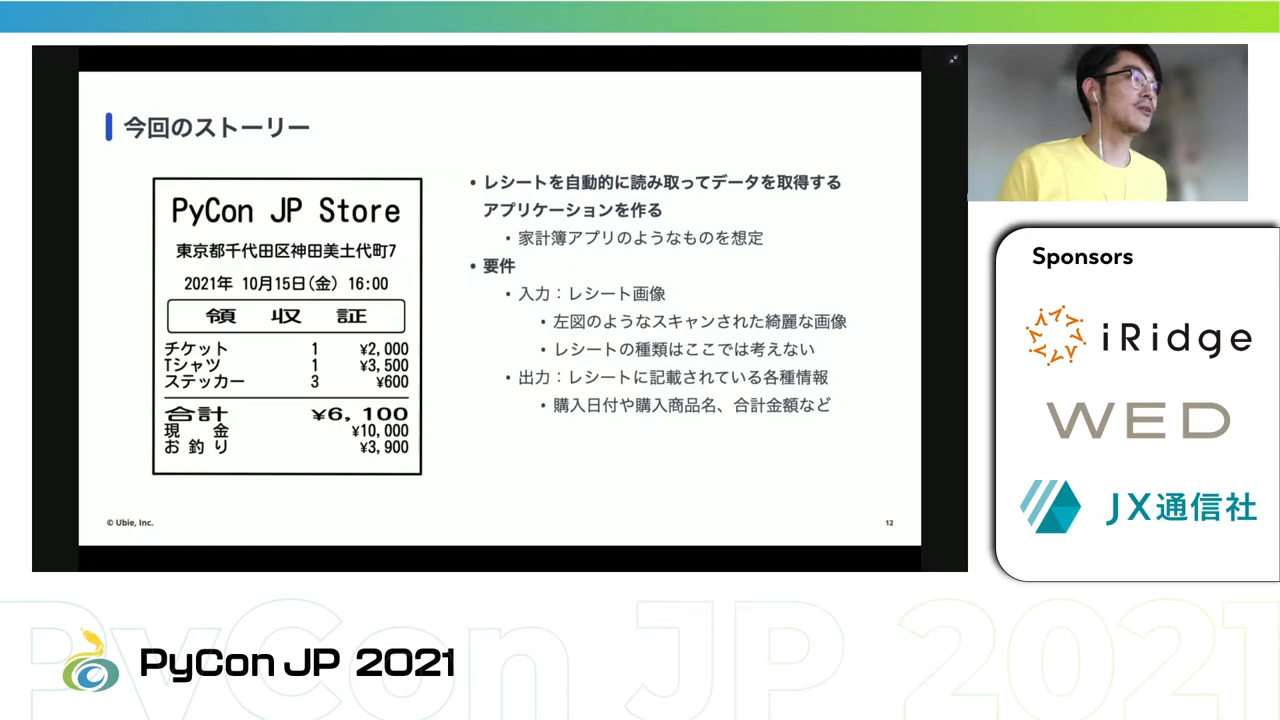 今回のストーリー
PyCon JP Store
東京都千代田区神田美土代町7
2021年 10月15日(金) 16:00
領 収 証
チケット 1 ¥2,000
Tシャツ 1 ¥3,500
ステッカー 3 ¥600
合計 ¥6,100
現 金 ¥10,000
お 釣 り ¥3,900
• レシートを自動的に読み取ってデータを取得する
アプリケーションを作る
• 家計簿アプリのようなものを想定
• 要件
• 入力：レシート画像
• 左図のようなスキャンされた綺麗な画像
• レシートの種類はここでは考えない
• 出力：レシートに記載されている各種情報
• 購入日付や購入商品名、合計金額など
© Ubie, Inc.
12
Sponsors
iRidge
WED
JX通信社
PyCon JP 2021
PyCon JP 2021